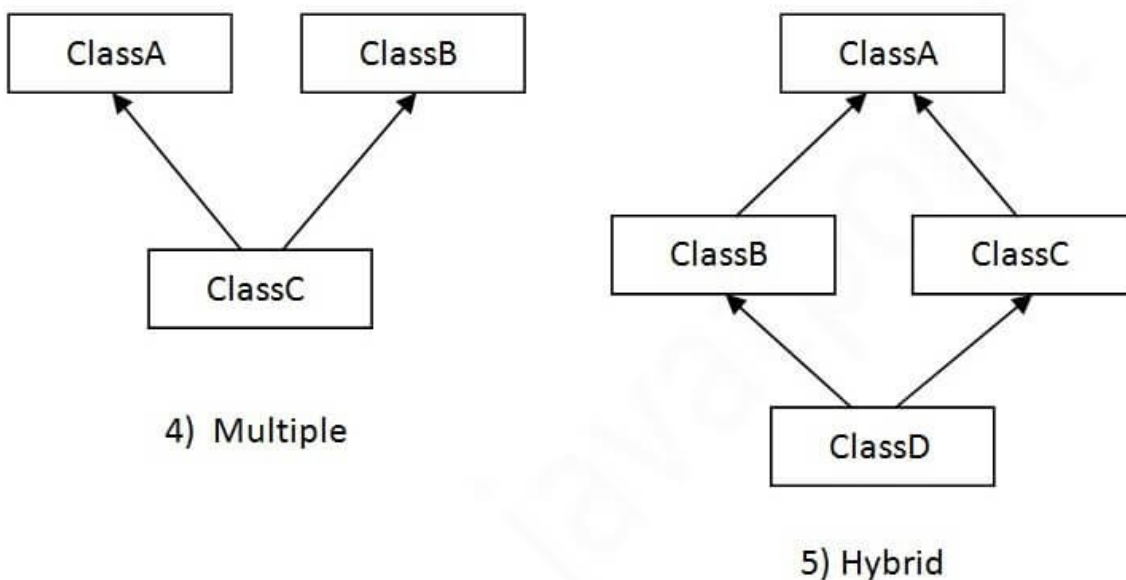 ClassA
ClassB
ClassC
4) Multiple
ClassA
ClassB
ClassC
ClassD
5) Hybrid